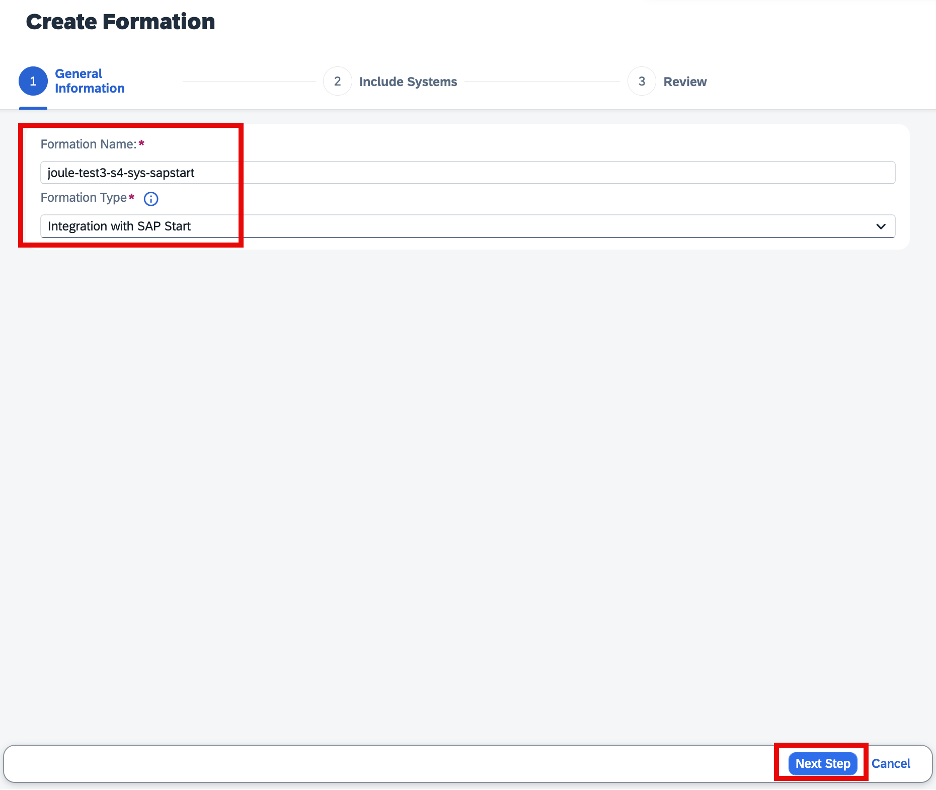 Create Formation
1 General Information
2 Include Systems
3 Review
Formation Name:*
joule-test3-s4-sys-sapstart
Formation Type*
Integration with SAP Start
Next Step Cancel